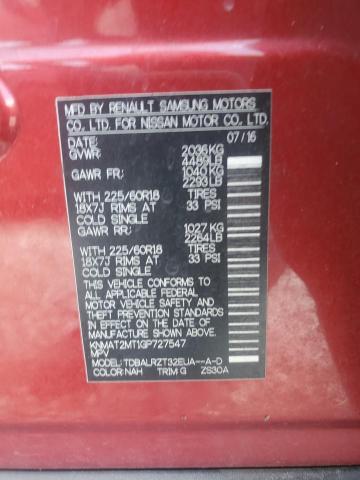 MFD BY RENAULT SAMSUNG MOTORS
CO. LTD. FOR NISSAN MOTOR CO. LTD.
DATE: 07/16
GVWR: 2036KG
4489LB
GAWR FR: 1040KG
2293LB
WITH 225/60R18 TIRES
18X7J RIMS AT 33 PSI
COLD SINGLE
GAWR RR: 1027KG
2264LB
WITH 225/60R18 TIRES
18X7J RIMS AT 33 PSI
COLD SINGLE
THIS VEHICLE CONFORMS TO
ALL APPLICABLE FEDERAL
MOTOR VEHICLE SAFETY AND
THEFT PREVENTION STANDARDS
IN EFFECT ON THE DATE OF
MANUFACTURE SHOWN ABOVE.
KNMAT2MT1GP727547
MPV
MODEL: TDBALRZT32EUA--A-D
COLOR: NAH TRIM: G ZS30A